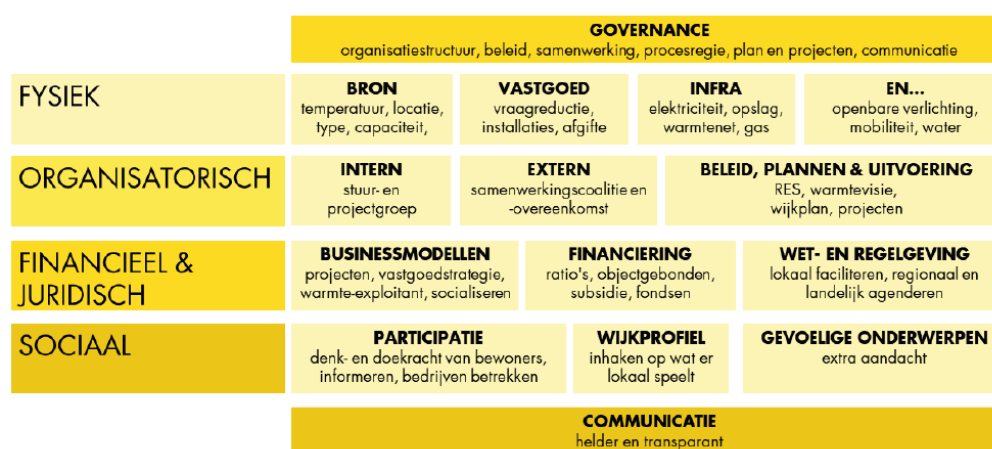 GOVERNANCE
organisatiestructuur, beleid, samenwerking, procesregie, plan en projecten, communicatie
FYSIEK
BRON
temperatuur, locatie,
type, capaciteit,
VASTGOED
vraagreductie,
installaties, afgifte
INFRA
elektriciteit, opslag,
warmtenet, gas
EN...
openbare verlichting,
mobiliteit, water
ORGANISATORISCH
INTERN
stuur- en
projectgroep
EXTERN
samenwerkingscoalitie en
-overeenkomst
BELEID, PLANNEN & UITVOERING
RES, warmtevisie,
wijkplan, projecten
FINANCIEEL &
JURIDISCH
BUSINESSMODELLEN
projecten, vastgoedstrategie,
warmte-exploitant, socialiseren
FINANCIERING
ratio's, objectgebonden,
subsidie, fondsen
WET- EN REGELGEVING
lokaal faciliteren, regionaal en
landelijk agenderen
SOCIAAL
PARTICIPATIE
denk- en doekracht van bewoners,
informeren, bedrijven betrekken
WIJKPROFIEL
inhaken op wat er
lokaal speelt
GEVOELIGE ONDERWERPEN
extra aandacht
COMMUNICATIE
helder en transparant